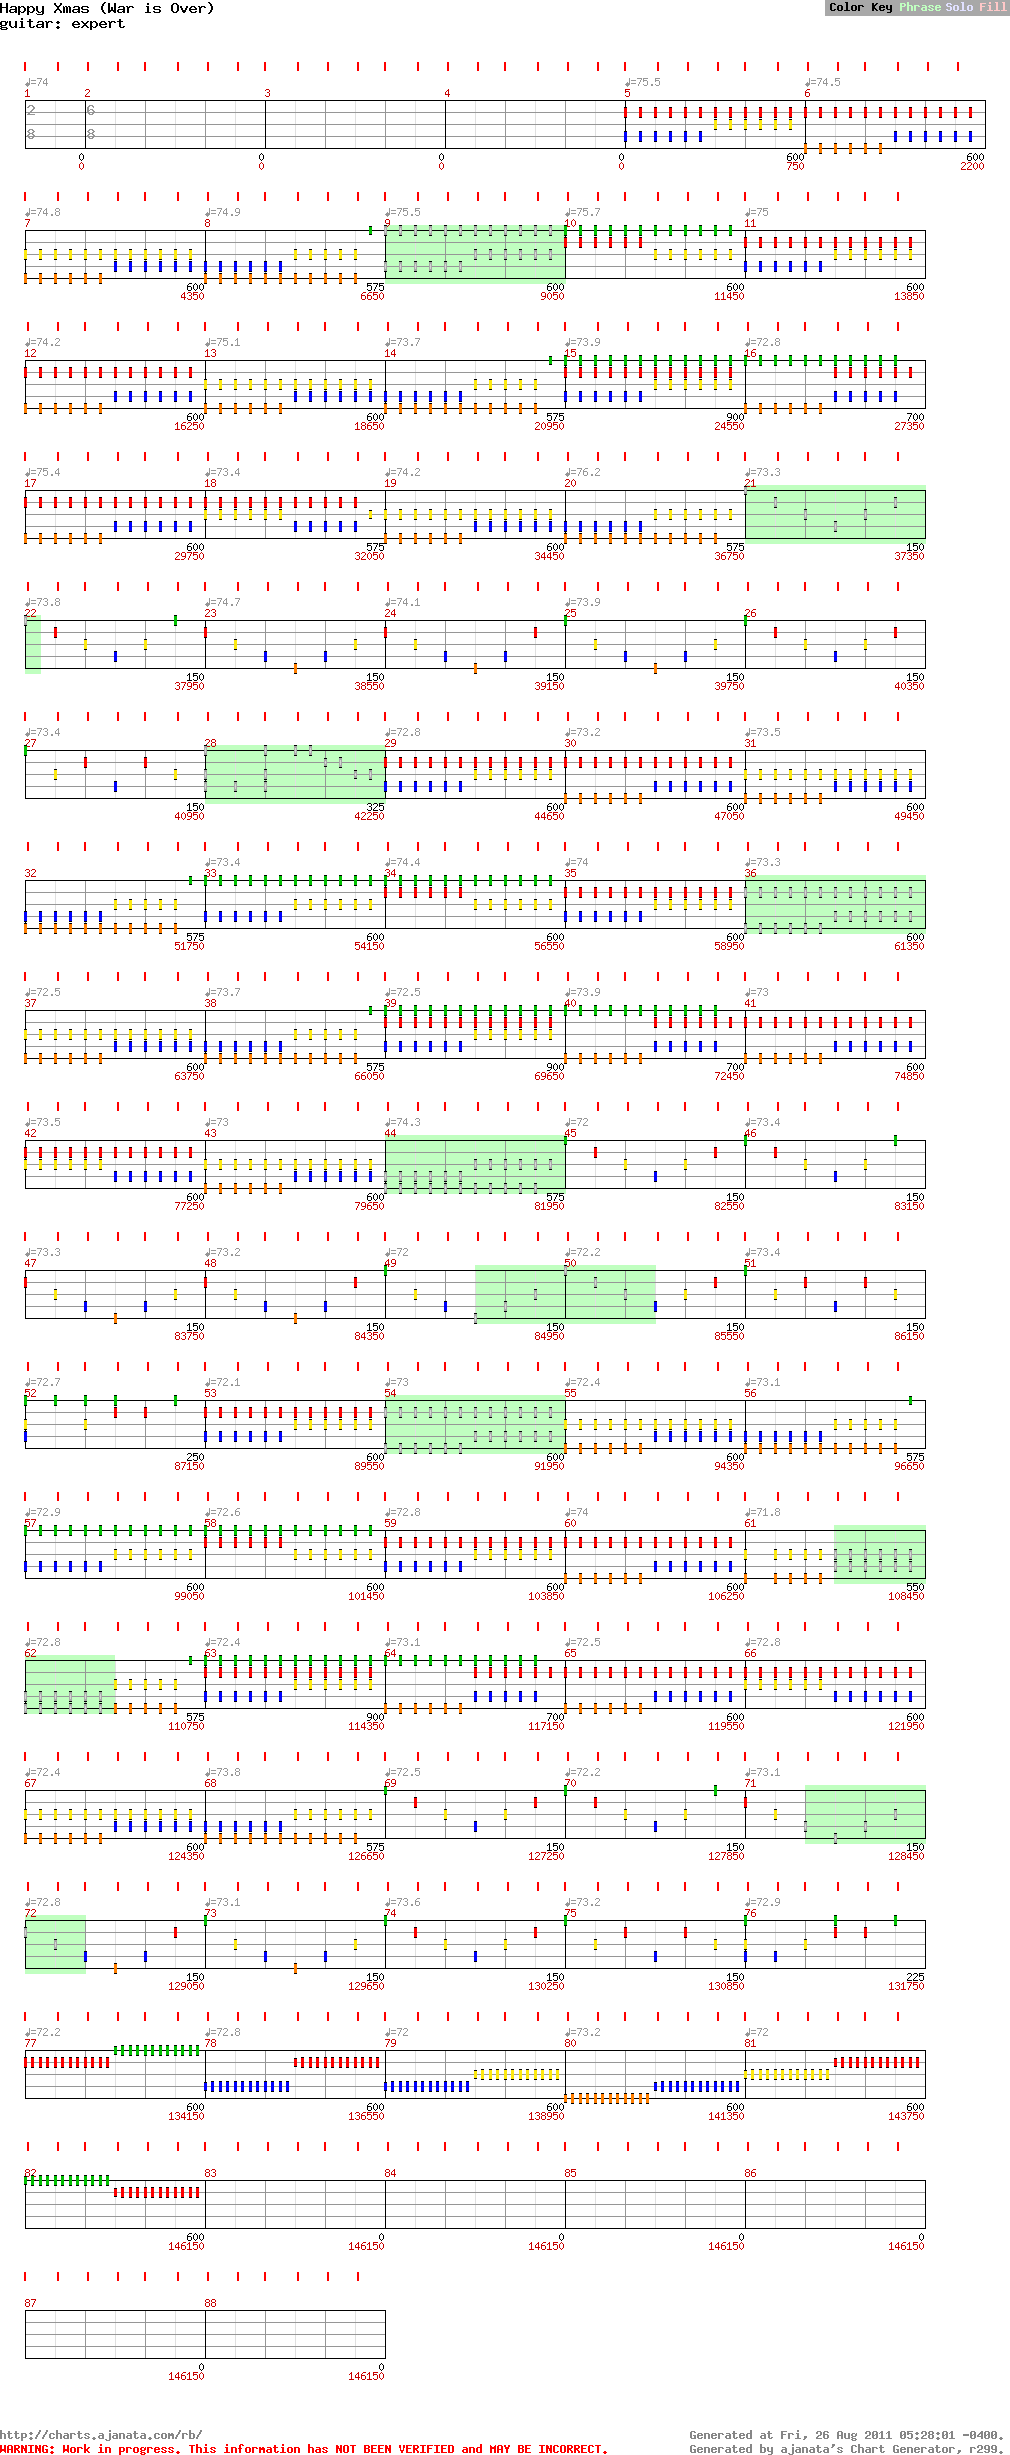 Happy Xmas (War is Over)
guitar: expert
Color Key Phrase Solo Fill
♩=74 ♩=75.5 ♩=74.5
1 2 3 4 5 6
2 6
8 8
0 0 0 0 600 600
0 0 0 0 750 2200
♩=74.8 ♩=74.9 ♩=75.5 ♩=75.7 ♩=75
7 8 9 10 11
600 575 600 600 600
4350 6650 9050 11450 13850
♩=74.2 ♩=75.1 ♩=73.7 ♩=73.9 ♩=72.8
12 13 14 15 16
600 600 575 900 700
16250 18650 20950 24550 27350
♩=75.4 ♩=73.4 ♩=74.2 ♩=76.2 ♩=73.3
17 18 19 20 21
600 575 600 575 150
29750 32050 34450 36750 37350
♩=73.8 ♩=74.7 ♩=74.1 ♩=73.9
22 23 24 25 26
150 150 150 150 150
37950 38550 39150 39750 40350
♩=73.4 ♩=72.8 ♩=73.2 ♩=73.5
27 28 29 30 31
150 325 600 600 600
40950 42250 44650 47050 49450
♩=73.4 ♩=74.4 ♩=74 ♩=73.3
32 33 34 35 36
575 600 600 600 600
51750 54150 56550 58950 61350
♩=72.5 ♩=73.7 ♩=72.5 ♩=73.9 ♩=73
37 38 39 40 41
600 575 900 700 600
63750 66050 69650 72450 74850
♩=73.5 ♩=73 ♩=74.3 ♩=72 ♩=73.4
42 43 44 45 46
600 600 575 150 150
77250 79650 81950 82550 83150
♩=73.3 ♩=73.2 ♩=72 ♩=72.2 ♩=73.4
47 48 49 50 51
150 150 150 150 150
83750 84350 84950 85550 86150
♩=72.7 ♩=72.1 ♩=73 ♩=72.4 ♩=73.1
52 53 54 55 56
250 600 600 600 575
87150 89550 91950 94350 96650
♩=72.9 ♩=72.6 ♩=72.8 ♩=74 ♩=71.8
57 58 59 60 61
600 600 600 600 550
99050 101450 103850 106250 108450
♩=72.8 ♩=72.4 ♩=73.1 ♩=72.5 ♩=72.8
62 63 64 65 66
575 900 700 600 600
110750 114350 117150 119550 121950
♩=72.4 ♩=73.8 ♩=72.5 ♩=72.2 ♩=73.1
67 68 69 70 71
600 575 150 150 150
124350 126650 127250 127850 128450
♩=72.8 ♩=73.1 ♩=73.6 ♩=73.2 ♩=72.9
72 73 74 75 76
150 150 150 150 225
129050 129650 130250 130850 131750
♩=72.2 ♩=72.8 ♩=72 ♩=73.2 ♩=72
77 78 79 80 81
600 600 600 600 600
134150 136550 138950 141350 143750
82 83 84 85 86
600 0 0 0 0
146150 146150 146150 146150 146150
87 88
0 0
146150 146150
http://charts.ajanata.com/rb/
Generated at Fri, 26 Aug 2011 05:28:01 -0400.
WARNING: Work in progress. This information has NOT BEEN VERIFIED and MAY BE INCORRECT.
Generated by ajanata's Chart Generator, r299.